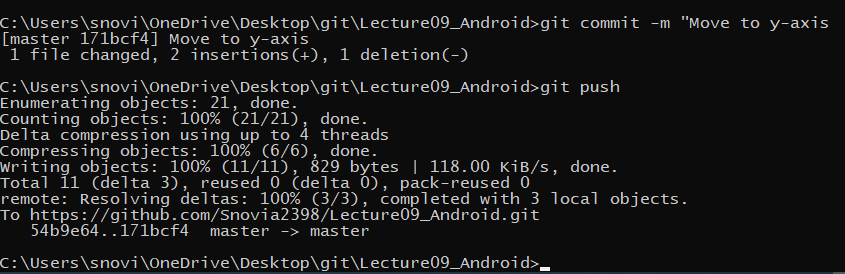 C:\Users\snovi\OneDrive\Desktop\git\Lecture09_Android>git commit -m "Move to y-axis
[master 171bcf4] Move to y-axis
 1 file changed, 2 insertions(+), 1 deletion(-)
C:\Users\snovi\OneDrive\Desktop\git\Lecture09_Android>git push
Enumerating objects: 21, done.
Counting objects: 100% (21/21), done.
Delta compression using up to 4 threads
Compressing objects: 100% (6/6), done.
Writing objects: 100% (11/11), 829 bytes | 118.00 KiB/s, done.
Total 11 (delta 3), reused 0 (delta 0), pack-reused 0
remote: Resolving deltas: 100% (3/3), completed with 3 local objects.
To https://github.com/Snovia2398/Lecture09_Android.git
   54b9e64..171bcf4  master -> master
C:\Users\snovi\OneDrive\Desktop\git\Lecture09_Android>